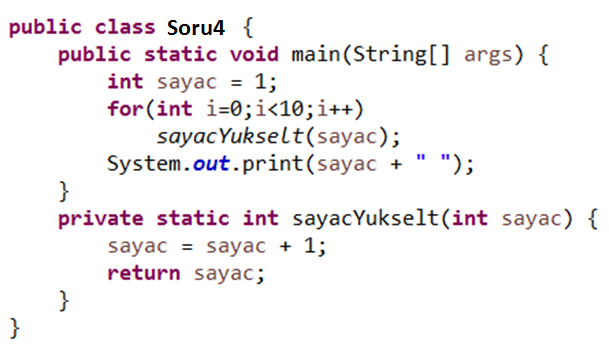 public class Soru4 {
    public static void main(String[] args) {
        int sayac = 1;
        for(int i=0;i<10;i++)
            sayacYukselt(sayac);
        System.out.print(sayac + " ");
    }
    private static int sayacYukselt(int sayac) {
        sayac = sayac + 1;
        return sayac;
    }
}